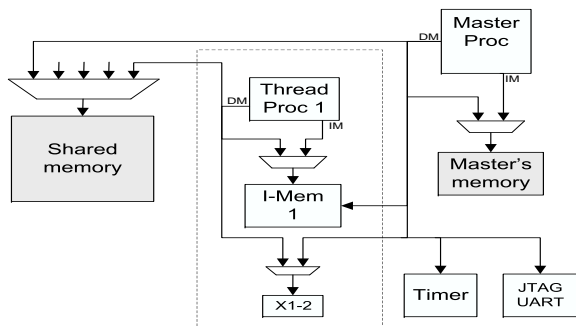 Master
Proc
DM
IM
Thread
Proc 1
DM
IM
Shared
memory
Master's
memory
I-Mem
1
X1-2
Timer
JTAG
UART